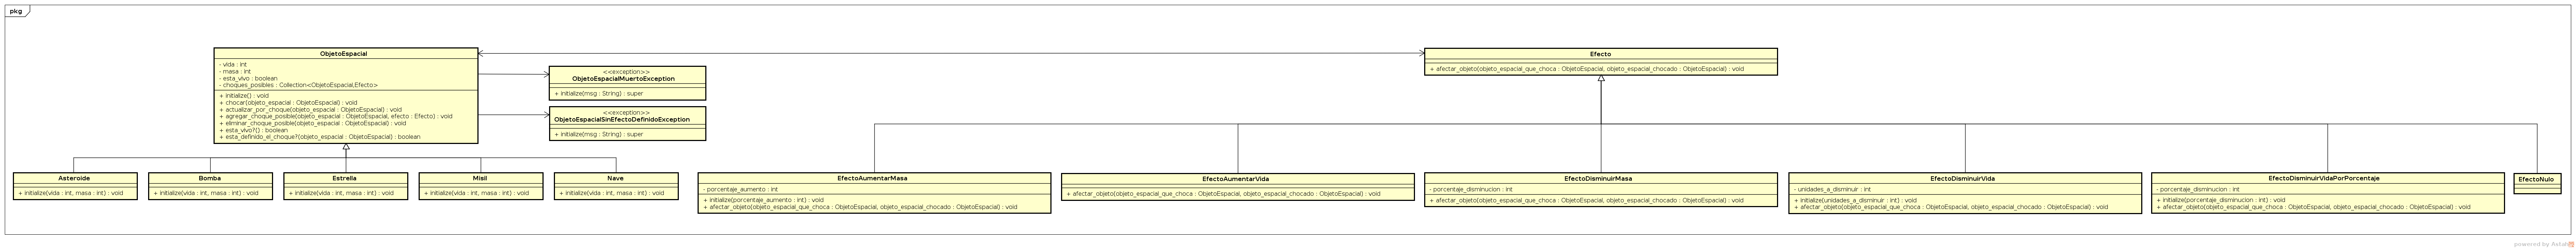 pkg
ObjetoEspacial
- vida : int
- masa : int
- esta_vivo : boolean
- choques_posibles : Collection<ObjetoEspacial,Efecto>
+ initialize() : void
+ chocar(objeto_espacial : ObjetoEspacial) : void
+ actualizar_por_choque(objeto_espacial : ObjetoEspacial) : void
+ agregar_choque_posible(objeto_espacial : ObjetoEspacial, efecto : Efecto) : void
+ eliminar_choque_posible(objeto_espacial : ObjetoEspacial) : void
+ esta_vivo?() : boolean
+ esta_definido_el_choque?(objeto_espacial : ObjetoEspacial) : boolean
<<exception>>
ObjetoEspacialMuertoException
+ initialize(msg : String) : super
<<exception>>
ObjetoEspacialSinEfectoDefinidoException
+ initialize(msg : String) : super
Efecto
+ afectar_objeto(objeto_espacial_que_choca : ObjetoEspacial, objeto_espacial_chocado : ObjetoEspacial) : void
Asteroide
+ initialize(vida : int, masa : int) : void
Bomba
+ initialize(vida : int, masa : int) : void
Estrella
+ initialize(vida : int, masa : int) : void
Misil
+ initialize(vida : int, masa : int) : void
Nave
+ initialize(vida : int, masa : int) : void
EfectoAumentarMasa
- porcentaje_aumento : int
+ initialize(porcentaje_aumento : int) : void
+ afectar_objeto(objeto_espacial_que_choca : ObjetoEspacial, objeto_espacial_chocado : ObjetoEspacial) : void
EfectoAumentarVida
+ afectar_objeto(objeto_espacial_que_choca : ObjetoEspacial, objeto_espacial_chocado : ObjetoEspacial) : void
EfectoDisminuirMasa
- porcentaje_disminucion : int
+ afectar_objeto(objeto_espacial_que_choca : ObjetoEspacial, objeto_espacial_chocado : ObjetoEspacial) : void
EfectoDisminuirVida
- unidades_a_disminuir : int
+ initialize(unidades_a_disminuir : int) : void
+ afectar_objeto(objeto_espacial_que_choca : ObjetoEspacial, objeto_espacial_chocado : ObjetoEspacial) : void
EfectoDisminuirVidaPorPorcentaje
- porcentaje_disminucion : int
+ initialize(porcentaje_disminucion : int) : void
+ afectar_objeto(objeto_espacial_que_choca : ObjetoEspacial, objeto_espacial_chocado : ObjetoEspacial) : void
EfectoNulo
powered by Astah